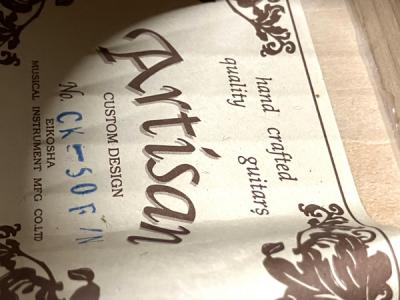 hand crafted guitars
quality
Artisan
CUSTOM DESIGN
No. CK-50F/N
EIKOSHA
MUSICAL INSTRUMENT MFG CO.LTD